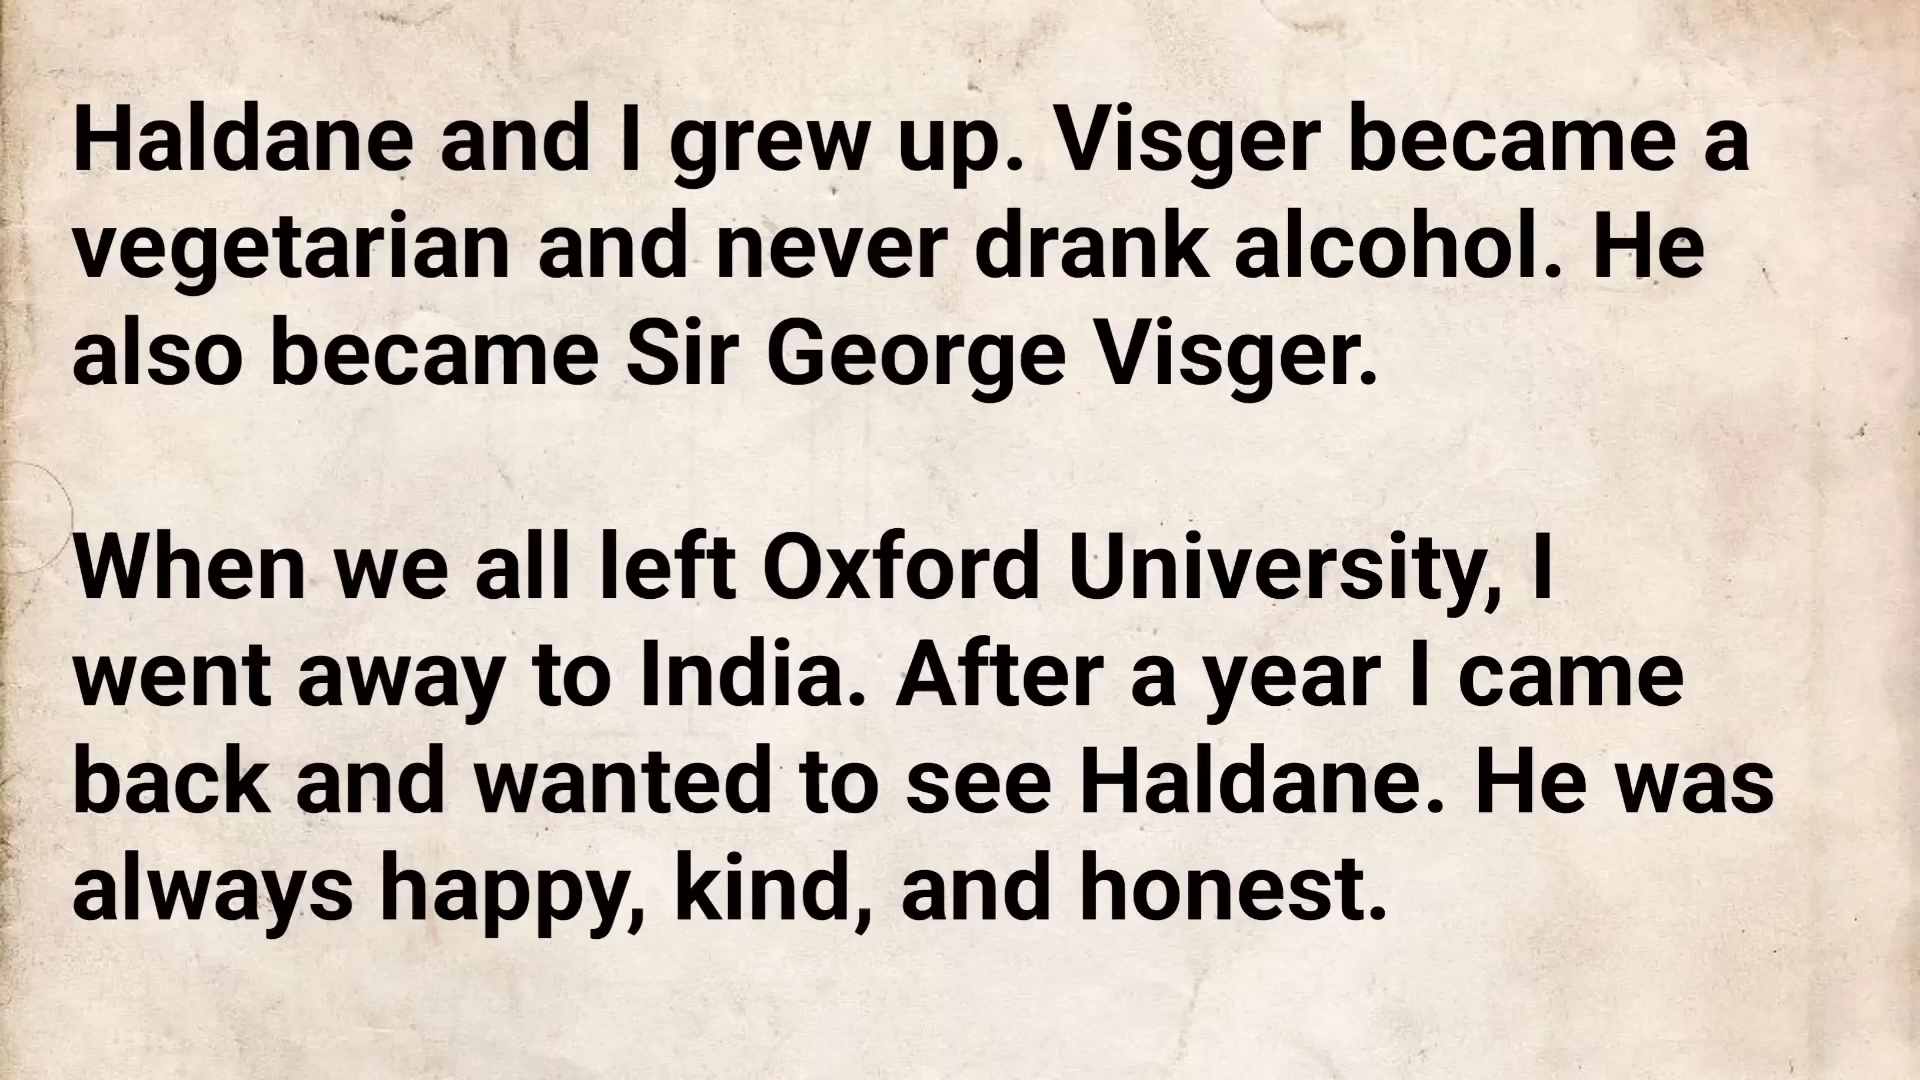 Haldane and I grew up. Visger became a
vegetarian and never drank alcohol. He
also became Sir George Visger.
When we all left Oxford University, I
went away to India. After a year I came
back and wanted to see Haldane. He was
always happy, kind, and honest.